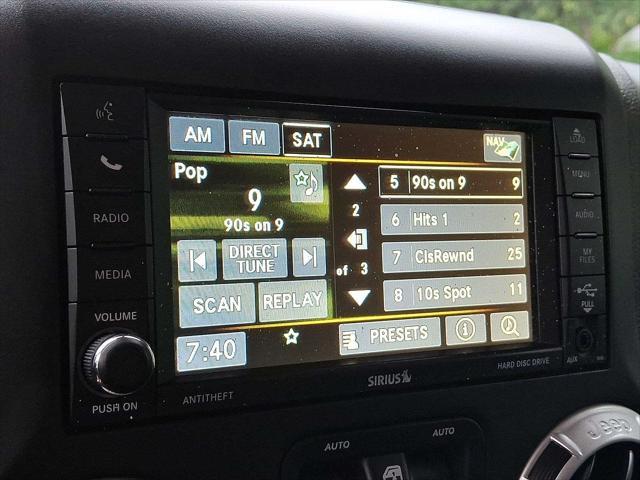 AM FM SAT NAV
Pop
9
90s on 9
DIRECT TUNE
SCAN REPLAY
7:40
2
of 3
5 90s on 9 9
6 Hits 1 2
7 ClsRewnd 25
8 10s Spot 11
PRESETS
RADIO
MEDIA
VOLUME
PUSH ON
ANTITHEFT
SIRIUS
HARD DISC DRIVE
LOAD
MENU
AUDIO
MY FILES
PULL
AUX
AUTO
AUTO
Jeep